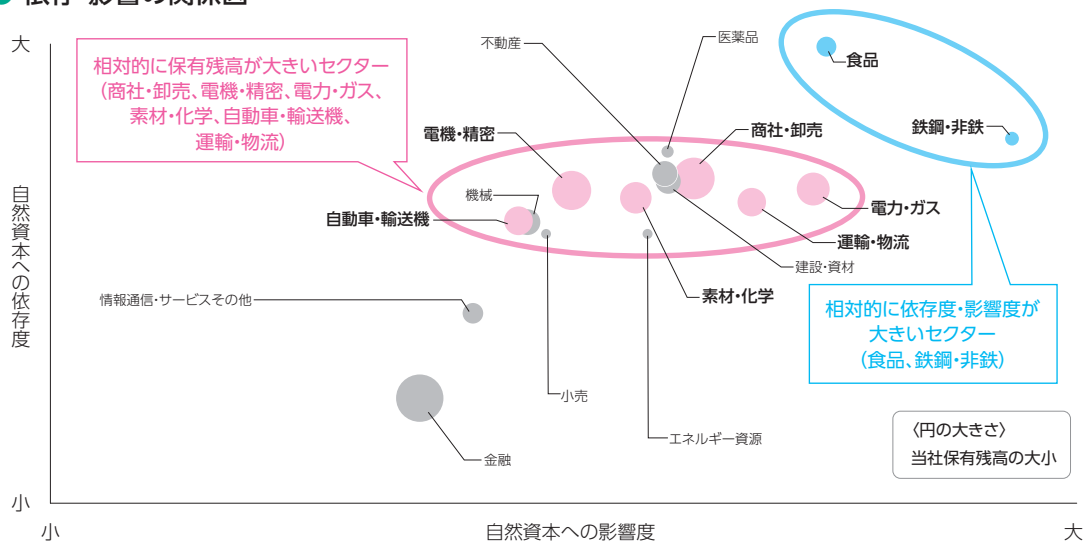 依存・影響の関係図
大
相対的に保有残高が大きいセクター
（商社・卸売、電機・精密、電力・ガス、
素材・化学、自動車・輸送機、
運輸・物流）
不動産
医薬品
食品
鉄鋼・非鉄
電機・精密
商社・卸売
機械
自動車・輸送機
電力・ガス
運輸・物流
建設・資材
素材・化学
情報通信・サービスその他
相対的に依存度・影響度が
大きいセクター
（食品、鉄鋼・非鉄）
小売
エネルギー資源
金融
〈円の大きさ〉
当社保有残高の大小
自然資本への依存度
小
小
自然資本への影響度
大